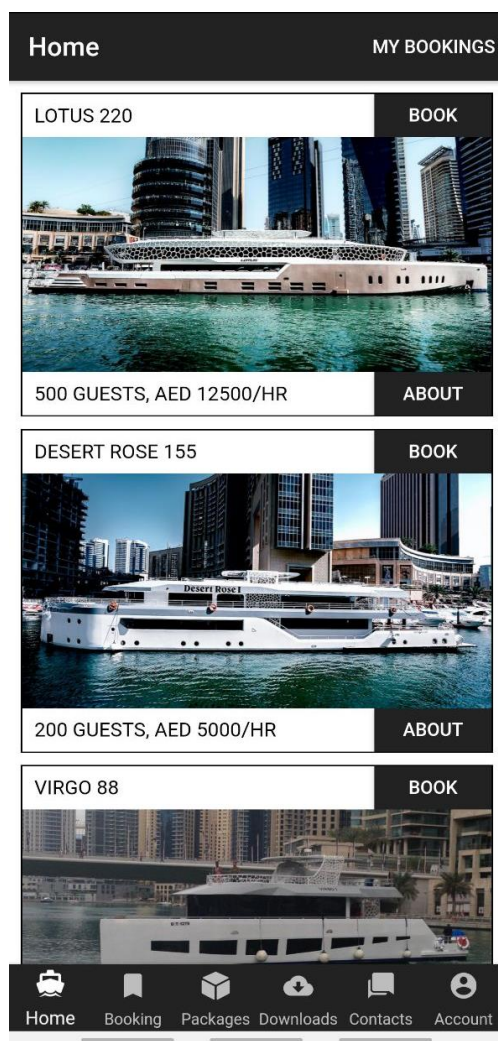 Home
MY BOOKINGS
LOTUS 220
BOOK
500 GUESTS, AED 12500/HR
ABOUT
DESERT ROSE 155
BOOK
Desert Rose I
200 GUESTS, AED 5000/HR
ABOUT
VIRGO 88
BOOK
Home
Booking
Packages
Downloads
Contacts
Account